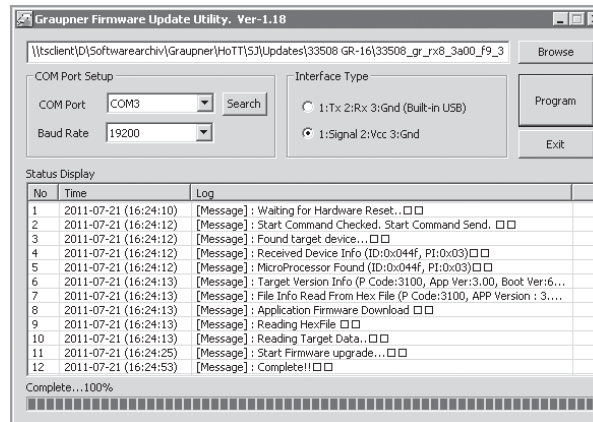 Graupner Firmware Update Utility. Ver-1.18
\\tsclient\D\Softwarearchiv\Graupner\HoTT\SJ\Updates\33508 GR-16\33508_gr_rx8_3a00_f9_3
Browse
COM Port Setup
COM Port COM3 Search
Baud Rate 19200
Interface Type
1:Tx 2:Rx 3:Gnd (Built-in USB)
1:Signal 2:Vcc 3:Gnd
Program
Exit
Status Display
No Time Log
1 2011-07-21 (16:24:10) [Message] : Waiting for Hardware Reset..□□
2 2011-07-21 (16:24:12) [Message] : Start Command Checked. Start Command Send. □□
3 2011-07-21 (16:24:12) [Message] : Found target device...□□
4 2011-07-21 (16:24:12) [Message] : Received Device Info (ID:0x044f, PI:0x03)□□
5 2011-07-21 (16:24:12) [Message] : MicroProcessor Found (ID:0x044f, PI:0x03)□□
6 2011-07-21 (16:24:13) [Message] : Target Version Info (P Code:3100, App Ver:3.00, Boot Ver:6...
7 2011-07-21 (16:24:13) [Message] : File Info Read From Hex File (P Code:3100, APP Version : 3....
8 2011-07-21 (16:24:13) [Message] : Application Firmware Download □□
9 2011-07-21 (16:24:13) [Message] : Reading HexFile □□
10 2011-07-21 (16:24:13) [Message] : Reading Target Data..□□
11 2011-07-21 (16:24:25) [Message] : Start Firmware upgrade...□□
12 2011-07-21 (16:24:53) [Message] : Complete!!□□
Complete...100%